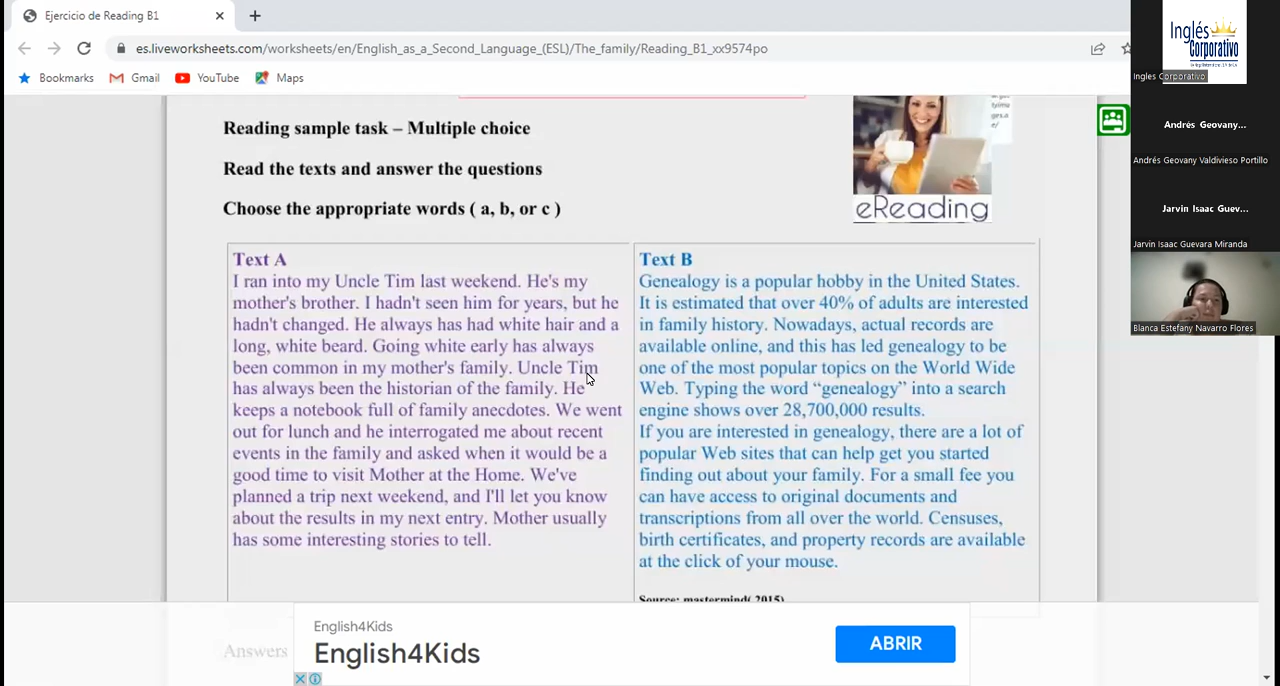 Ejercicio de Reading B1
es.liveworksheets.com/worksheets/en/English_as_a_Second_Language_(ESL)/The_family/Reading_B1_xx9574po
Bookmarks
Gmail
YouTube
Maps
Reading sample task – Multiple choice
Read the texts and answer the questions
Choose the appropriate words ( a, b, or c )
eReading
Text A
I ran into my Uncle Tim last weekend. He's my
mother's brother. I hadn't seen him for years, but he
hadn't changed. He always has had white hair and a
long, white beard. Going white early has always
been common in my mother's family. Uncle Tim
has always been the historian of the family. He
keeps a notebook full of family anecdotes. We went
out for lunch and he interrogated me about recent
events in the family and asked when it would be a
good time to visit Mother at the Home. We've
planned a trip next weekend, and I'll let you know
about the results in my next entry. Mother usually
has some interesting stories to tell.
Text B
Genealogy is a popular hobby in the United States.
It is estimated that over 40% of adults are interested
in family history. Nowadays, actual records are
available online, and this has led genealogy to be
one of the most popular topics on the World Wide
Web. Typing the word “genealogy” into a search
engine shows over 28,700,000 results.
If you are interested in genealogy, there are a lot of
popular Web sites that can help get you started
finding out about your family. For a small fee you
can have access to original documents and
transcriptions from all over the world. Censuses,
birth certificates, and property records are available
at the click of your mouse.
Source: mastermind( 2015)
Answers
English4Kids
English4Kids
ABRIR
Inglés
Corporativo
Ingles Corporativo
Andrés Geovany...
Andrés Geovany Valdivieso Portillo
Jarvin Isaac Guev...
Jarvin Isaac Guevara Miranda
Blanca Estefany Navarro Flores